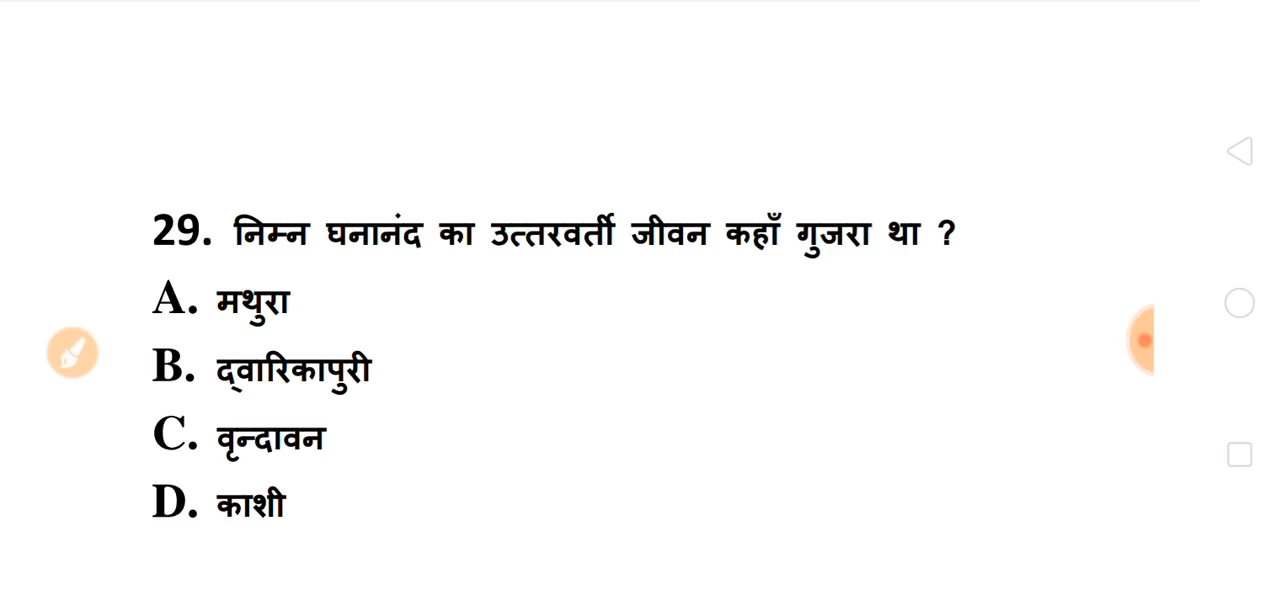 29. निम्न घनानंद का उत्तरवर्ती जीवन कहाँ गुजरा था ?
A. मथुरा
B. द्वारिकापुरी
C. वृन्दावन
D. काशी